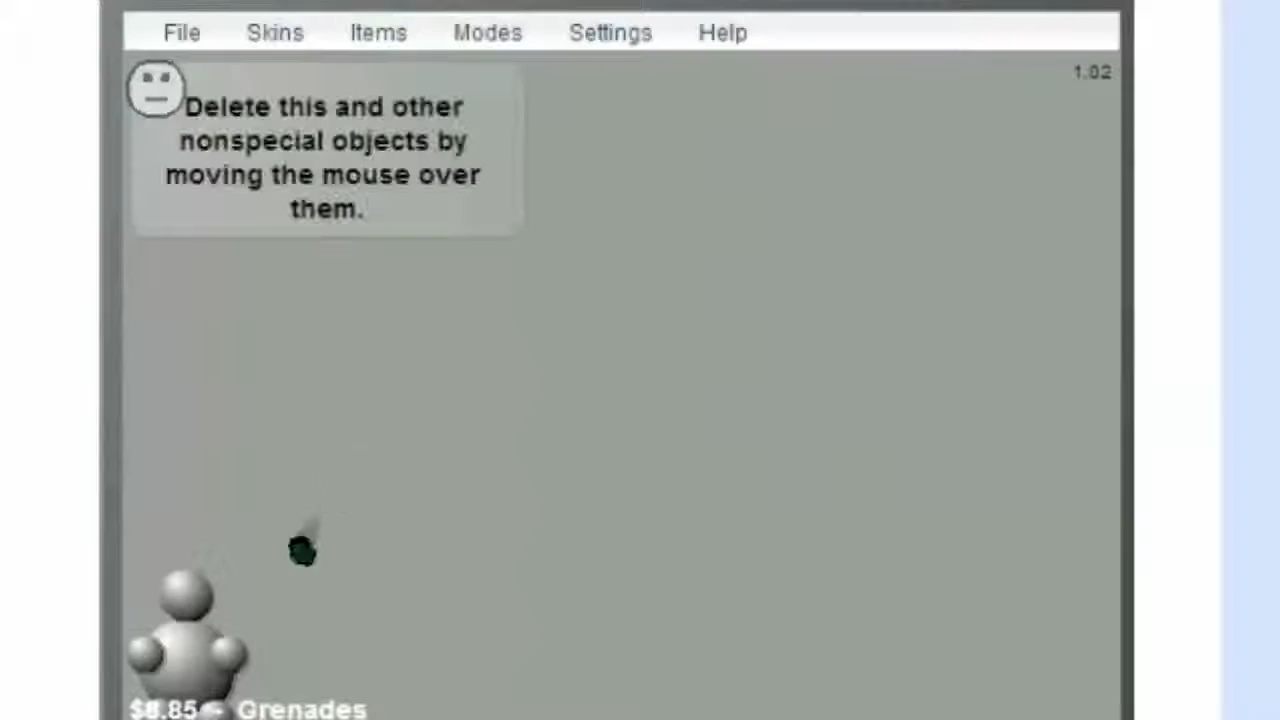 File Skins Items Modes Settings Help
1.02
Delete this and other
nonspecial objects by
moving the mouse over
them.
Grenades